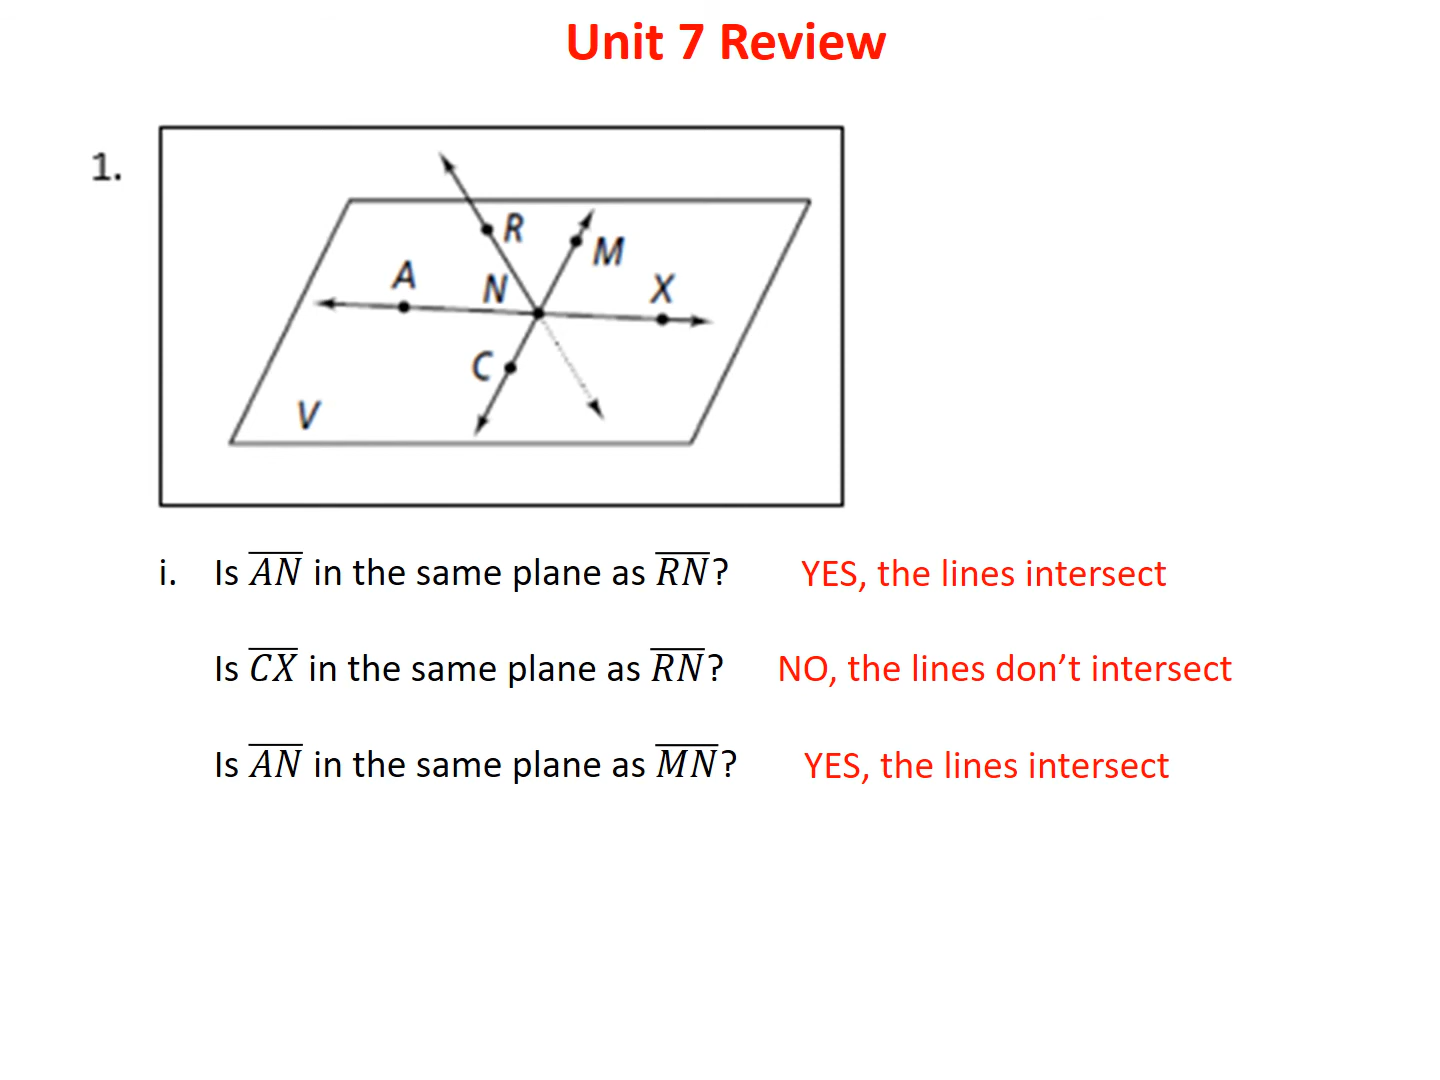 Unit 7 Review
1.
R
M
A
N
X
C
V
i. Is AN in the same plane as RN? YES, the lines intersect
Is CX in the same plane as RN? NO, the lines don’t intersect
Is AN in the same plane as MN? YES, the lines intersect